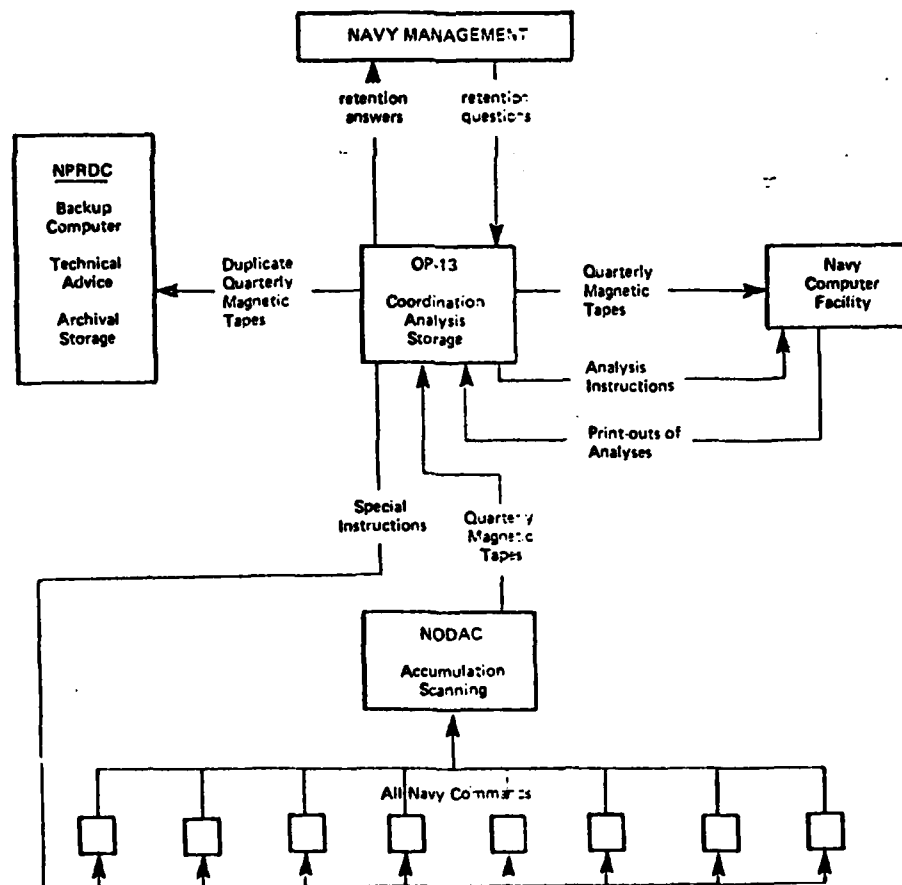 NAVY MANAGEMENT
retention
answers
retention
questions
NPRDC
Backup
Computer
Technical
Advice
Archival
Storage
Duplicate
Quarterly
Magnetic
Tapes
OP-13
Coordination
Analysis
Storage
Quarterly
Magnetic
Tapes
Navy
Computer
Facility
Analysis
Instructions
Print-outs of
Analyses
Special
Instructions
Quarterly
Magnetic
Tapes
NODAC
Accumulation
Scanning
All Navy Commands